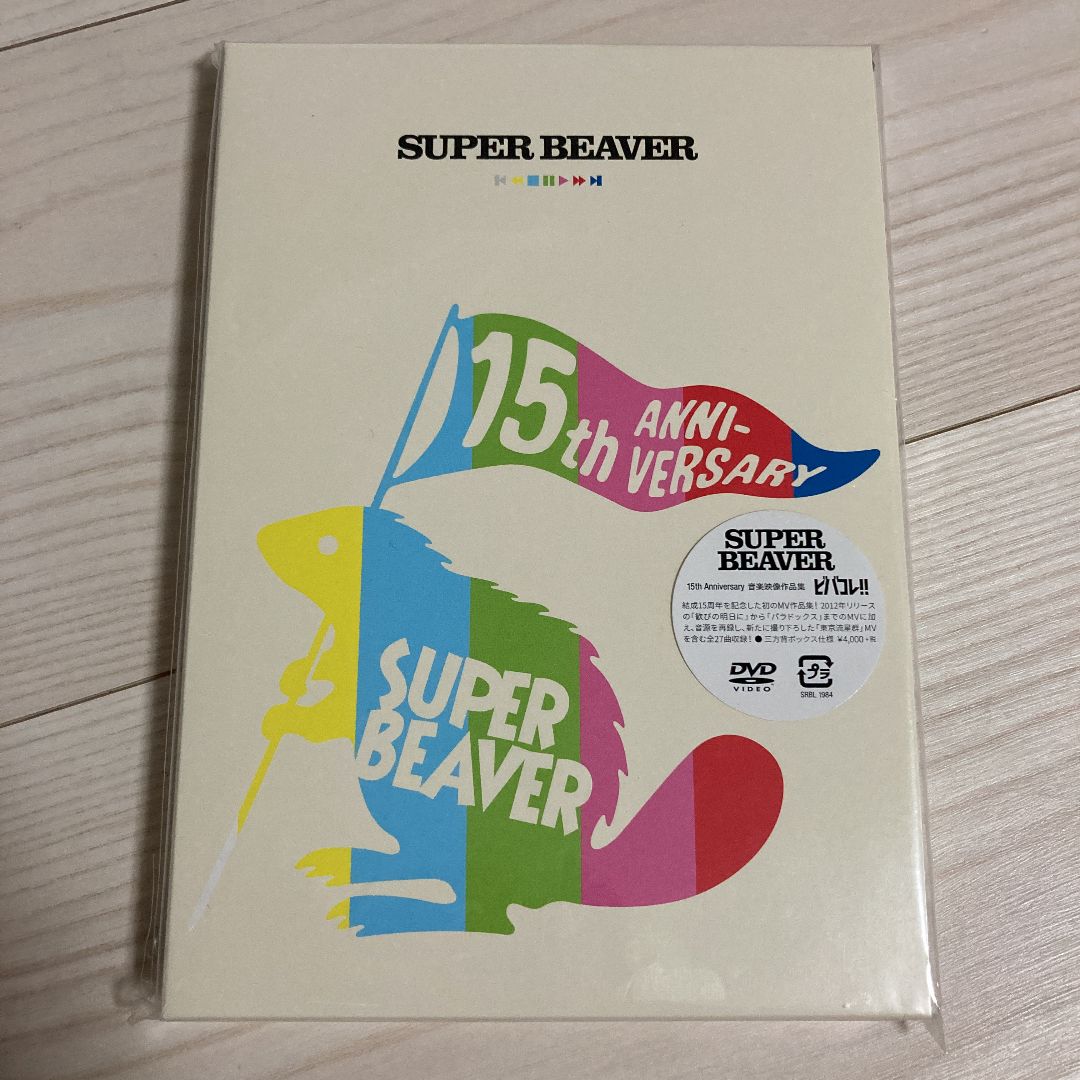 SUPER BEAVER
15th ANNI-
VERSARY
SUPER
BEAVER
SUPER
BEAVER
15th Anniversary 音楽映像作品集 ビバコレ!!
結成15周年を記念した初のMV作品集! 2012年リリース
の「歓びの明日に」から「パラドックス」までのMVに加
え、音源を再録し、新たに撮り下ろした「東京流星群」MV
を含む全27曲収録! ● 三方背ボックス仕様 ¥4,000+税
DVD
VIDEO
プラ
SRBL 1984